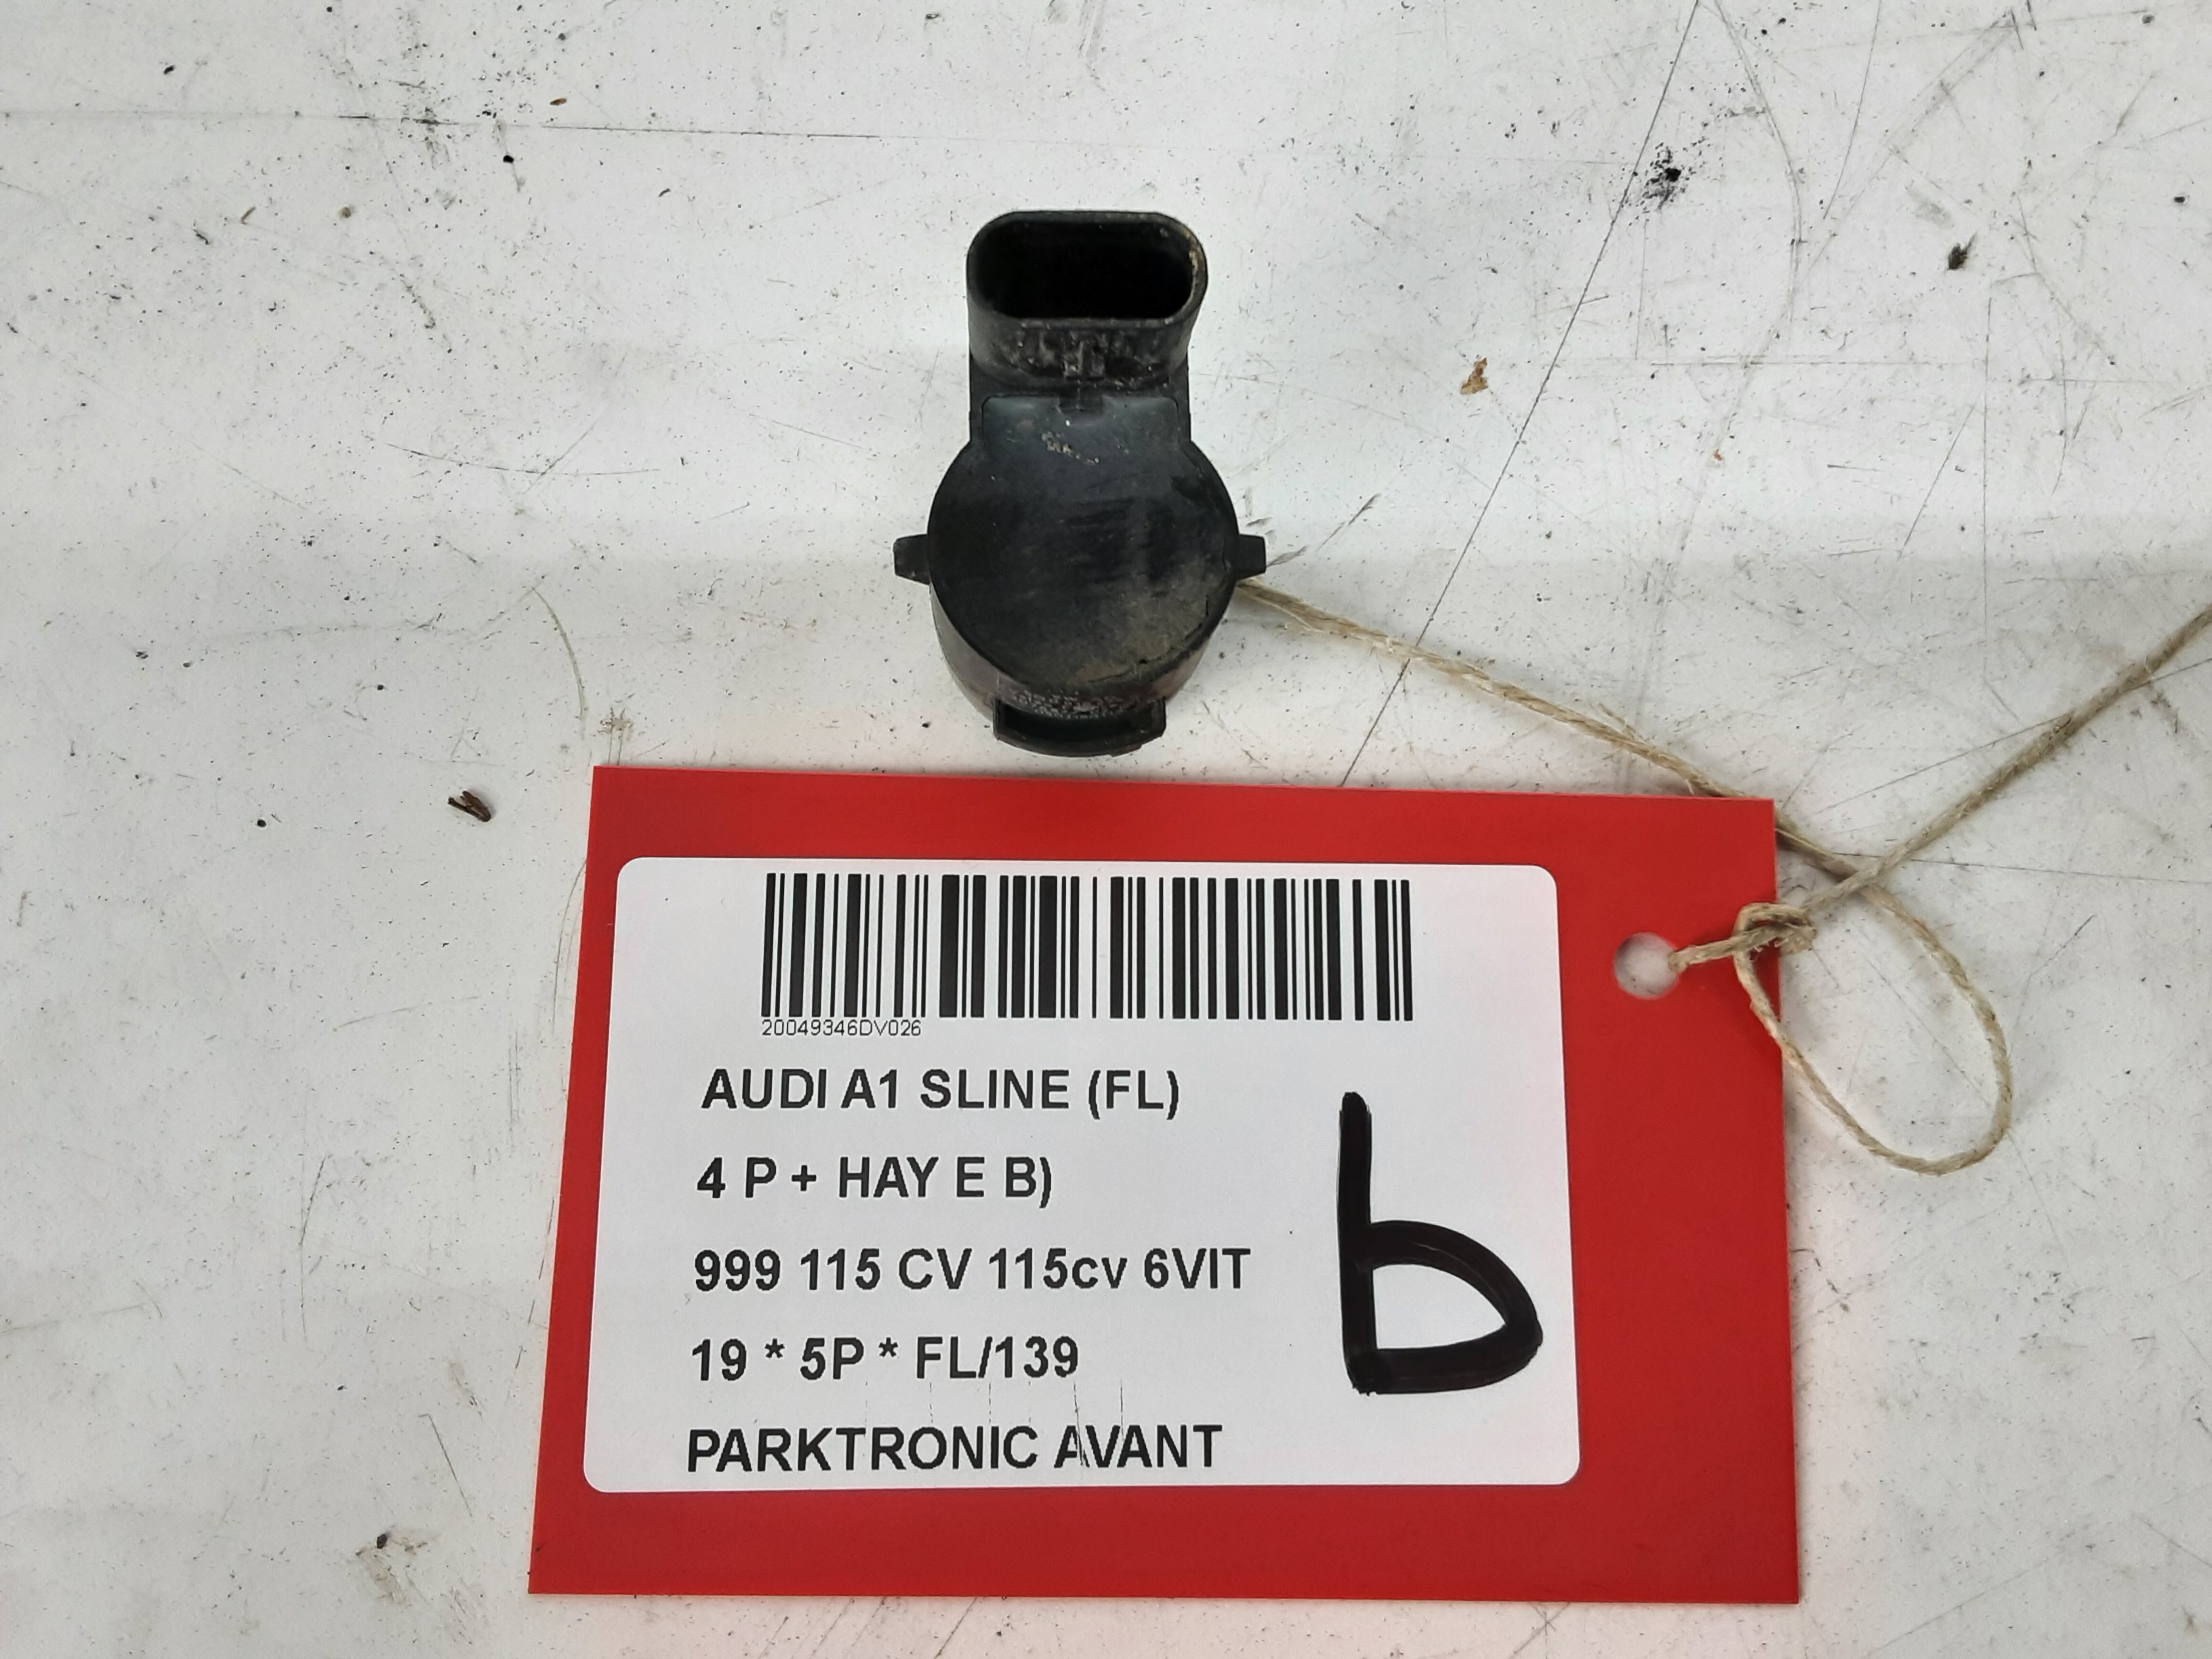 20049346DV026
AUDI A1 SLINE (FL)
4 P + HAY E B)
999 115 CV 115cv 6VIT
19 * 5P * FL/139
PARKTRONIC AVANT
b